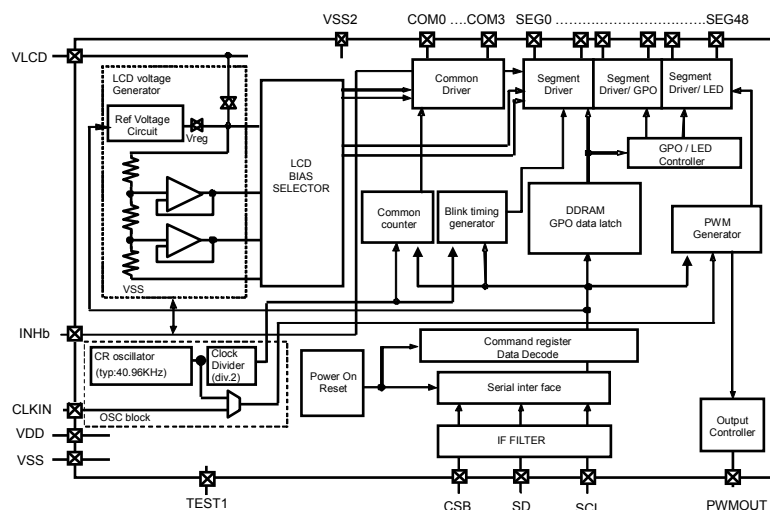 VSS2
COM0 ....COM3
SEG0 ........................ SEG48
VLCD
LCD voltage
Generator
Ref Voltage
Circuit
Vreg
VSS
LCD
BIAS
SELECTOR
Common
Driver
Segment
Driver
Segment
Driver/ GPO
Segment
Driver/ LED
GPO / LED
Controller
Common
counter
Blink timing
generator
DDRAM
GPO data latch
PWM
Generator
INHb
CR oscillator
(typ:40.96KHz)
Clock
Divider
(div.2)
OSC block
CLKIN
VDD
VSS
Power On
Reset
Command register
Data Decode
Serial inter face
IF FILTER
Output
Controller
TEST1
CSB
SD
SCL
PWMOUT